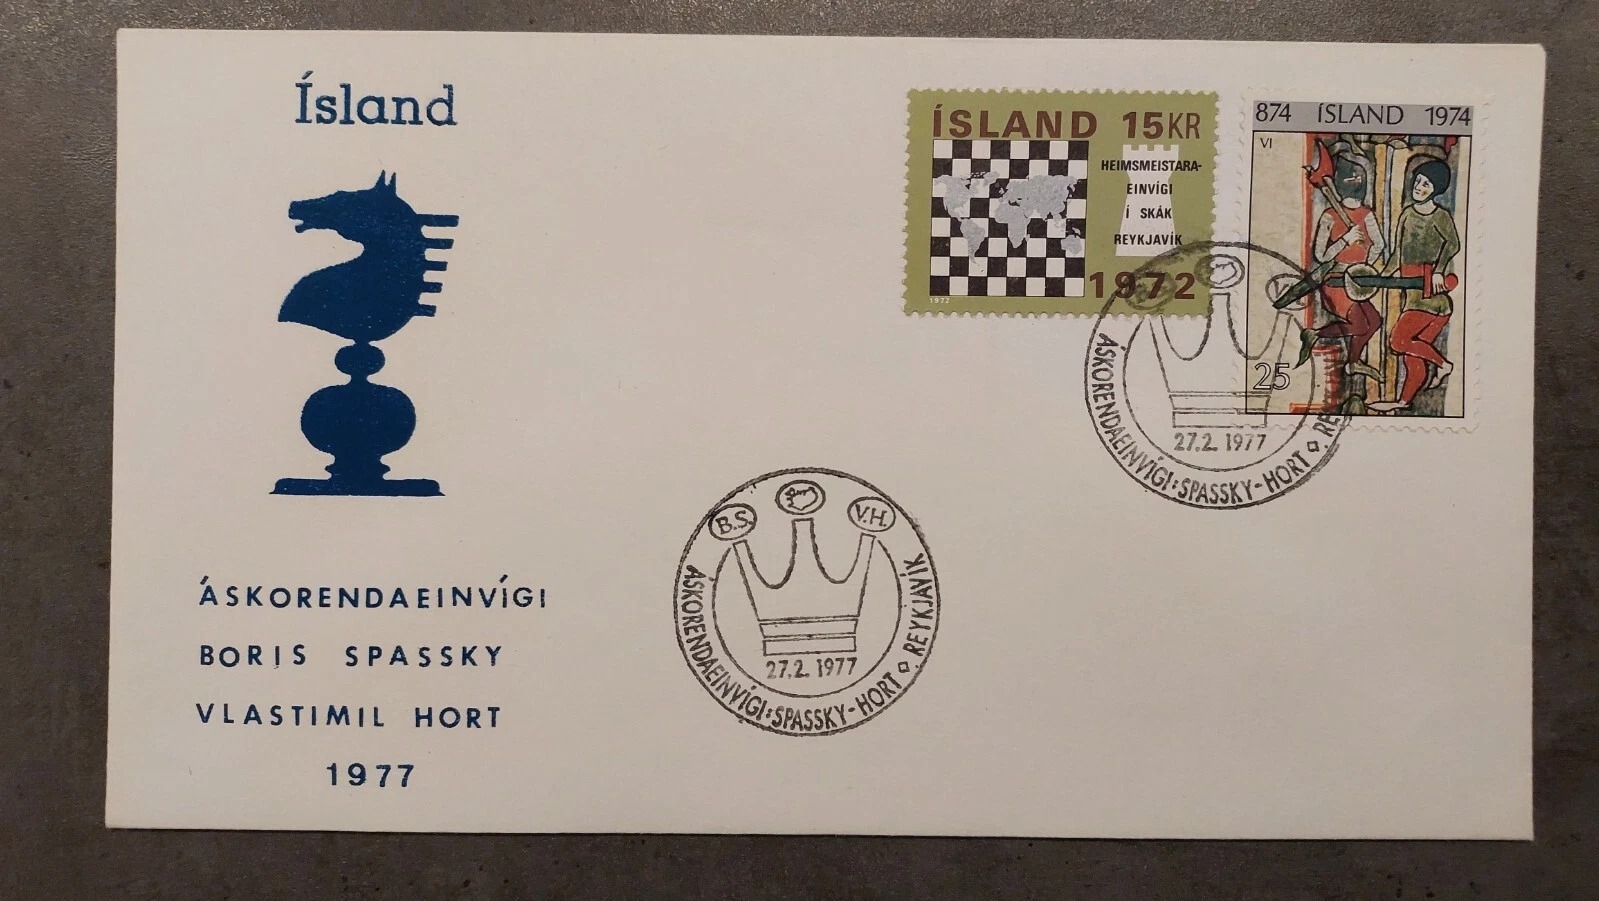 Ísland
ÁSKORENDAEINVÍGI
BORIS SPASSKY
VLASTIMIL HORT
1977
ÍSLAND 15KR
HEIMSMEISTARA-
EINVÍGI
Í SKÁK
REYKJAVÍK
1972
1972
874 ÍSLAND 1974
VI
25
27.2. 1977
ÁSKORENDAEINVÍGI: SPASSKY-HORT
B.S. V.H.
27.2. 1977
ÁSKORENDAEINVÍGI: SPASSKY-HORT REYKJAVÍK